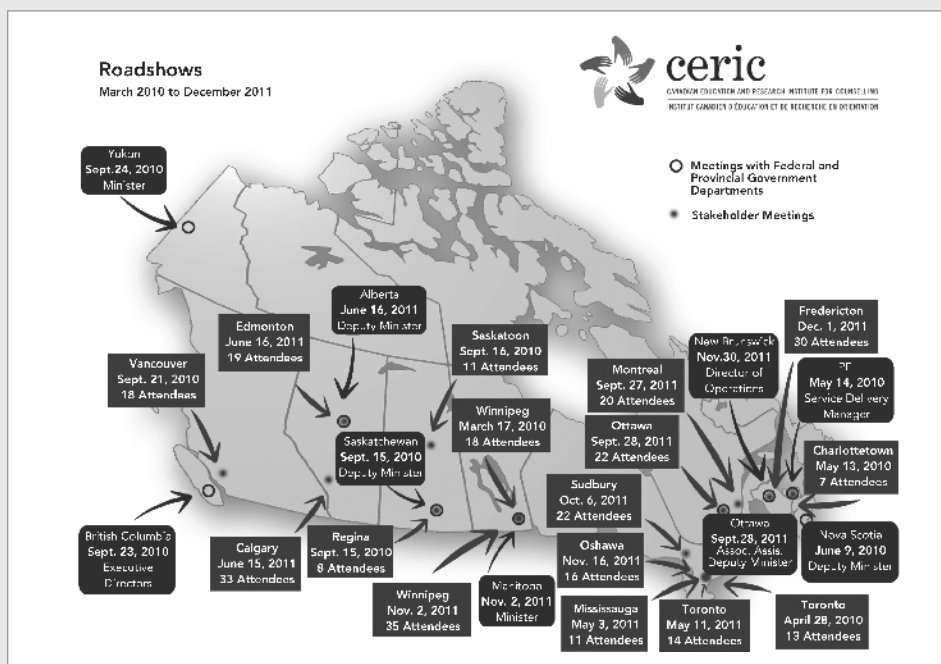 Roadshows
March 2010 to December 2011
ceric
CANADIAN EDUCATION AND RESEARCH INSTITUTE FOR COUNSELLING
INSTITUT CANADIEN D'ÉDUCATION ET DE RECHERCHE EN ORIENTATION
Meetings with Federal and
Provincial Government
Departments
Stakeholder Meetings
Yukon
Sept.24, 2010
Minister
Alberta
June 16, 2011
Deputy Minister
Edmonton
June 16, 2011
19 Attendees
Vancouver
Sept. 21, 2010
18 Attendees
Saskatoon
Sept. 16, 2010
11 Attendees
Winnipeg
March 17, 2010
18 Attendees
Saskatchewan
Sept. 15, 2010
Deputy Minister
Montreal
Sept. 27, 2011
20 Attendees
New Brunswick
Nov.30, 2011
Director of
Operations
Fredericton
Dec. 1, 2011
30 Attendees
May 14, 2010
Service Delivery
Manager
Ottawa
Sept. 28, 2011
22 Attendees
Charlottetown
May 13, 2010
7 Attendees
Sudbury
Oct. 6, 2011
22 Attendees
British Columbia
Sept. 23, 2010
Executive
Directors
Calgary
June 15, 2011
33 Attendees
Regina
Sept. 15, 2010
8 Attendees
Winnipeg
Nov. 2, 2011
35 Attendees
Manitoba
Nov. 2, 2011
Minister
Oshawa
Nov. 16, 2011
16 Attendees
Ottawa
Sept.28, 2011
Assoc. Assis.
Deputy Minister
Nova Scotia
June 9, 2010
Deputy Minister
Mississauga
May 3, 2011
11 Attendees
Toronto
May 11, 2011
14 Attendees
Toronto
April 28, 2010
13 Attendees